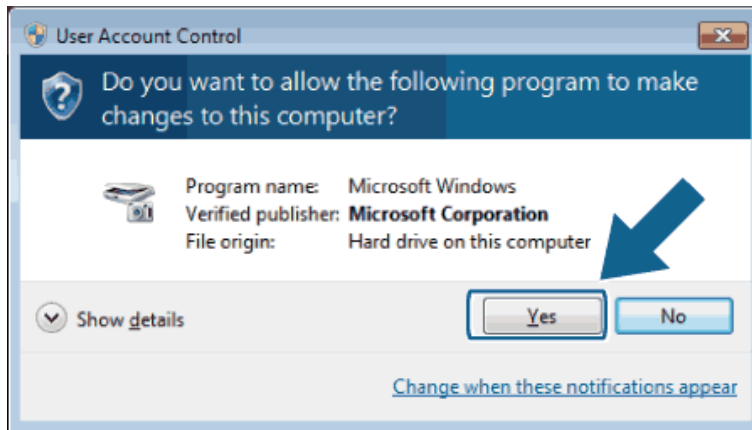 User Account Control
Do you want to allow the following program to make
changes to this computer?
Program name: Microsoft Windows
Verified publisher: Microsoft Corporation
File origin: Hard drive on this computer
Show details
Yes
No
Change when these notifications appear